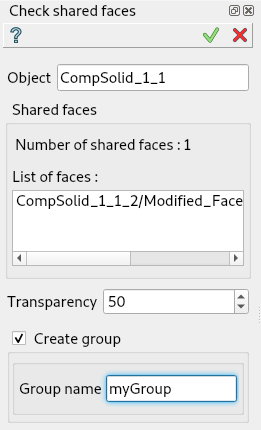 Check shared faces
?
Object CompSolid_1_1
Shared faces
Number of shared faces : 1
List of faces :
CompSolid_1_1_2/Modified_Face
Transparency 50
Create group
Group name myGroup